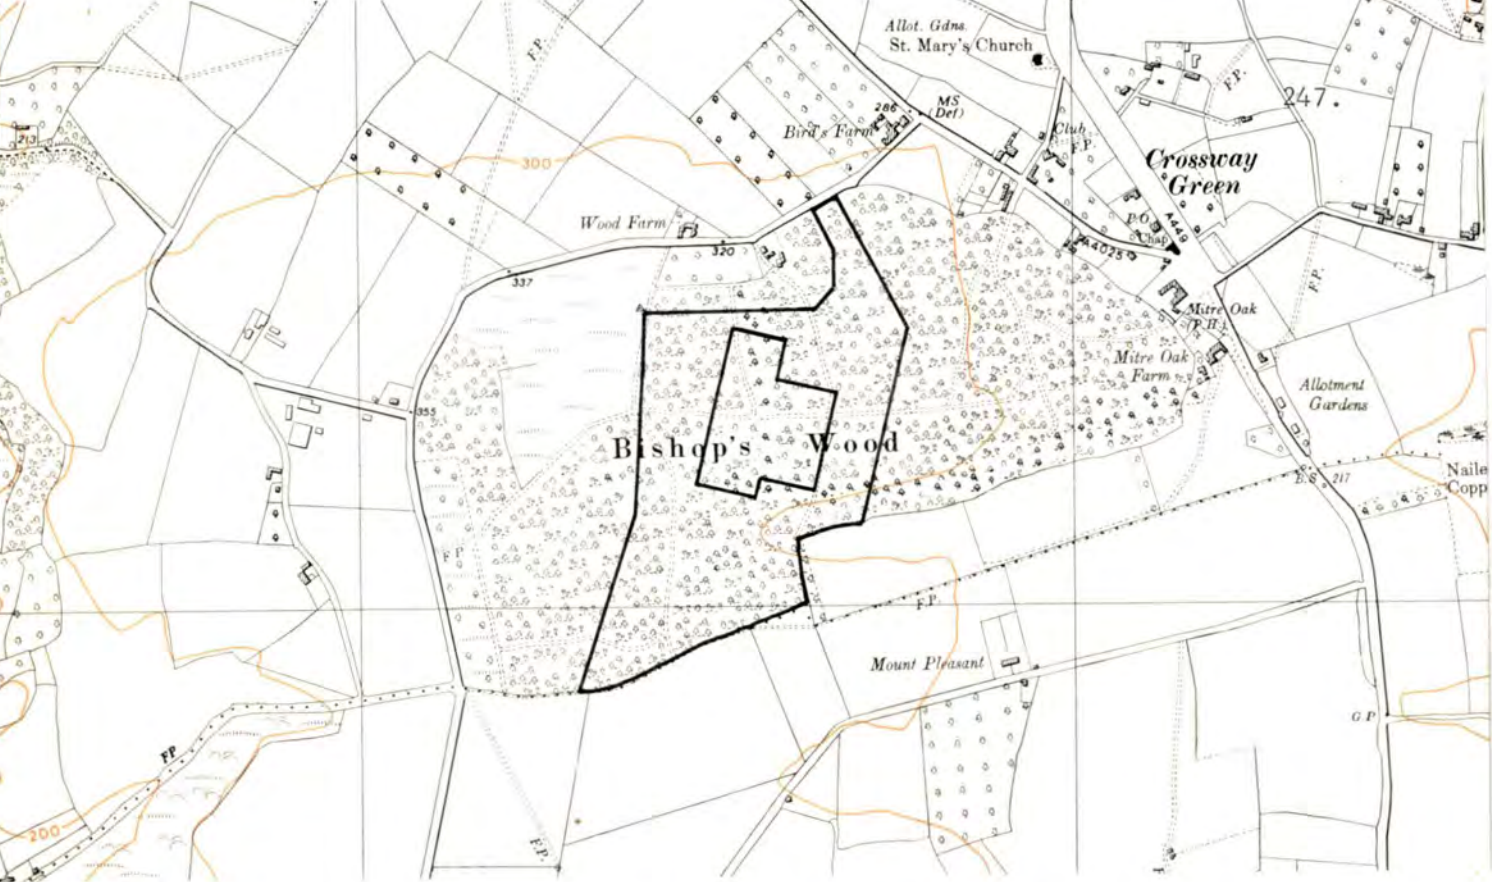 F.P.
Allot. Gdns.
St. Mary's Church
F.P.
247.
MS
(Def)
286
Bird's Farm
Club
F.P.
213
300
Crossway
Green
Wood Farm
P.O.
A449
Chap
A4025
320
337
F.P.
Mitre Oak
(P.H.)
Mitre Oak
Farm
Allotment
Gardens
355
Bishop's Wood
B.S. 217
Naile
Copp
F P
F.P.
Mount Pleasant
G P
FP
200
F.P.